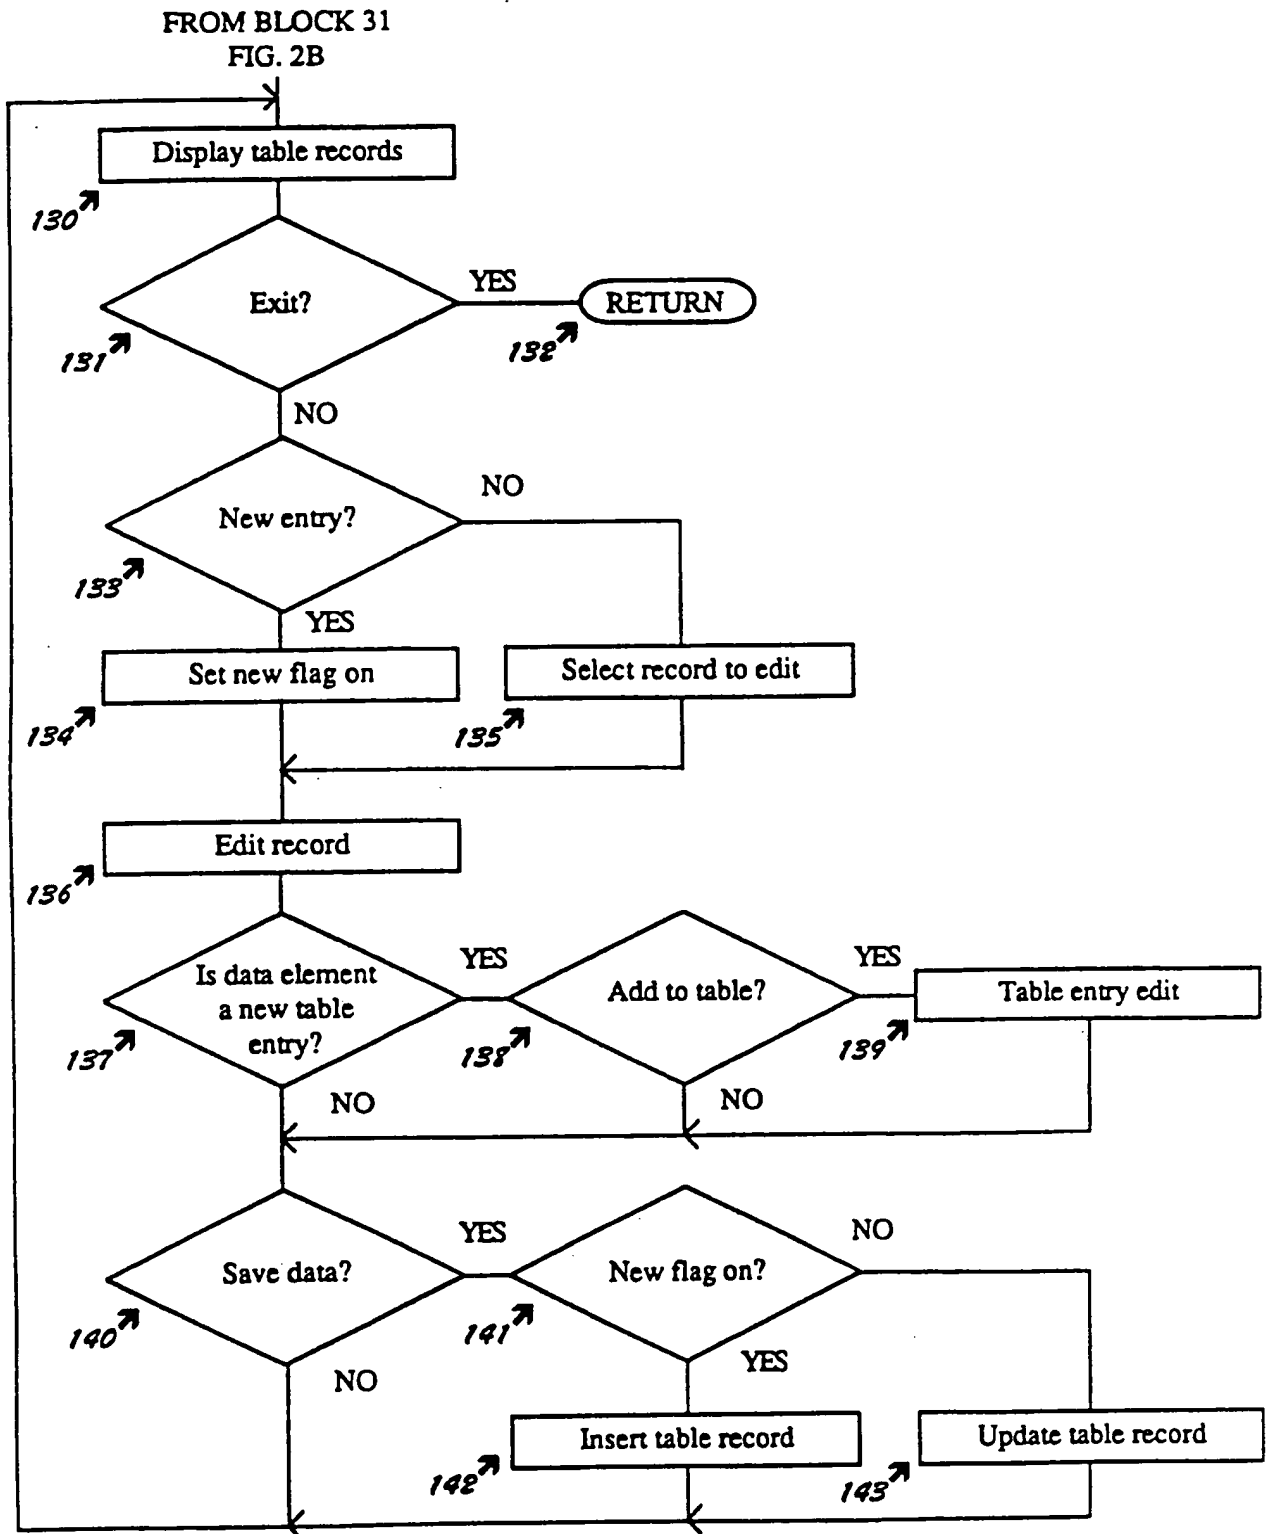 FROM BLOCK 31
FIG. 2B
Display table records
130
Exit?
YES
RETURN
131
132
NO
New entry?
NO
133
YES
Set new flag on
Select record to edit
134
135
Edit record
136
Is data element
a new table
entry?
YES
Add to table?
YES
Table entry edit
137
138
139
NO
NO
Save data?
YES
New flag on?
NO
140
141
NO
YES
Insert table record
Update table record
142
143